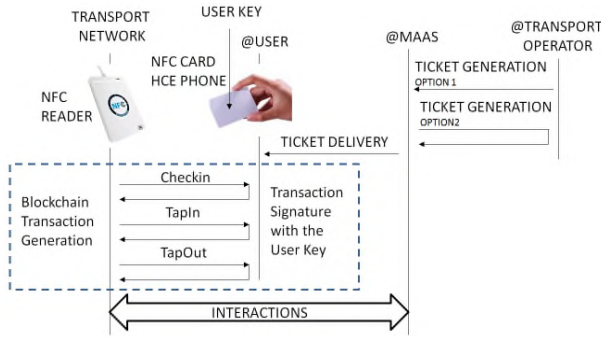 TRANSPORT
NETWORK
USER KEY
@USER
@MAAS
@TRANSPORT
OPERATOR
NFC CARD
HCE PHONE
NFC
READER
NFC
TICKET GENERATION
OPTION 1
TICKET GENERATION
OPTION2
TICKET DELIVERY
Blockchain
Transaction
Generation
Checkin
TapIn
TapOut
Transaction
Signature
with the
User Key
INTERACTIONS